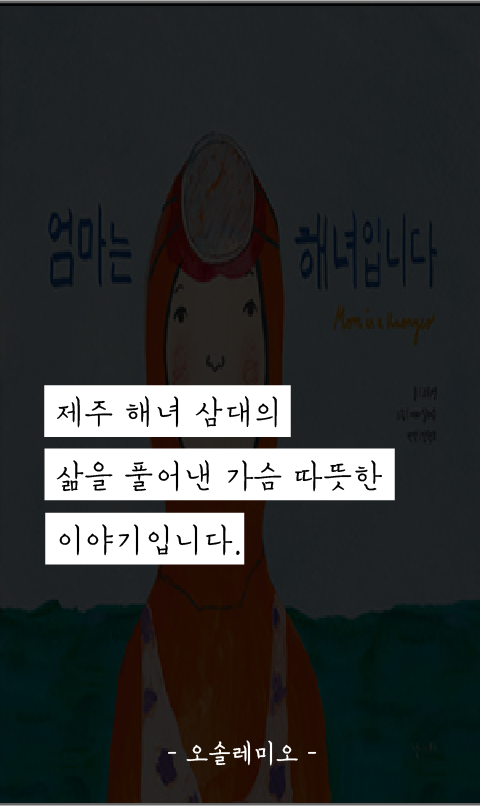 엄마는 해녀입니다
Mom is a haenyeo
제주 해녀 삼대의
삶을 풀어낸 가슴 따뜻한
이야기입니다.
- 오솔레미오 -